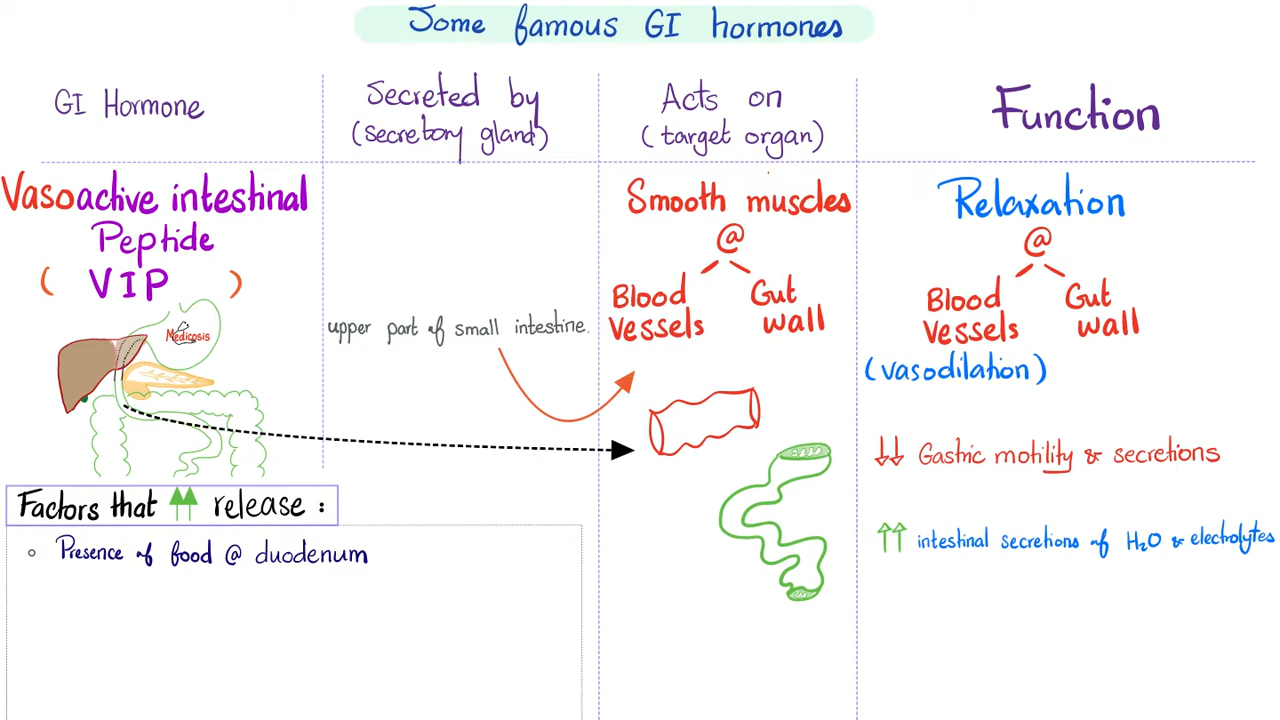 Some famous GI hormones
GI Hormone
Secreted by
(secretory gland)
Acts on
(target organ)
Function
Vasoactive intestinal
Peptide
( VIP )
Medicosis
upper part of small intestine.
Smooth muscles
@
Blood
vessels
Gut
wall
Relaxation
@
Blood
vessels
Gut
wall
(vasodilation)
↓↓ Gastric motility & secretions
↑↑ intestinal secretions of H₂O & electrolytes
Factors that ↑↑ release :
○ Presence of food @ duodenum